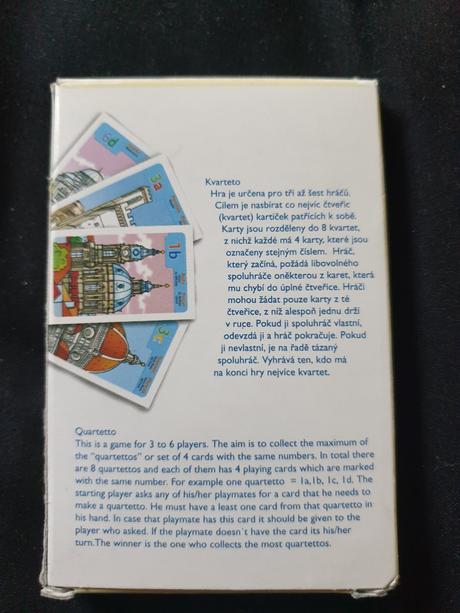 3a
1b
Kvarteto
Hra je určena pro tři až šest hráčů.
Cílem je nasbírat co nejvíc čtveřic
(kvartet) kartiček patřících k sobě.
Karty jsou rozděleny do 8 kvartet,
z nichž každé má 4 karty, které jsou
označeny stejným číslem. Hráč,
který začíná, požádá libovolného
spoluhráče oněkterou z karet, která
mu chybí do úplné čtveřice. Hráči
mohou žádat pouze karty z té
čtveřice, z níž alespoň jednu drží
v ruce. Pokud ji spoluhráč vlastní,
odevzdá ji a hráč pokračuje. Pokud
ji nevlastní, je na řadě tázaný
spoluhráč. Vyhrává ten, kdo má
na konci hry nejvíce kvartet.
Quartetto
This is a game for 3 to 6 players. The aim is to collect the maximum of
the "quartettos" or set of 4 cards with the same numbers. In total there
are 8 quartettos and each of them has 4 playing cards which are marked
with the same number. For example one quartetto = 1a,1b, 1c, 1d. The
starting player asks any of his/her playmates for a card that he needs to
make a quartetto. He must have a least one card from that quartetto in
his hand. In case that playmate has this card it should be given to the
player who asked. If the playmate doesn´t have the card its his/her
turn.The winner is the one who collects the most quartettos.